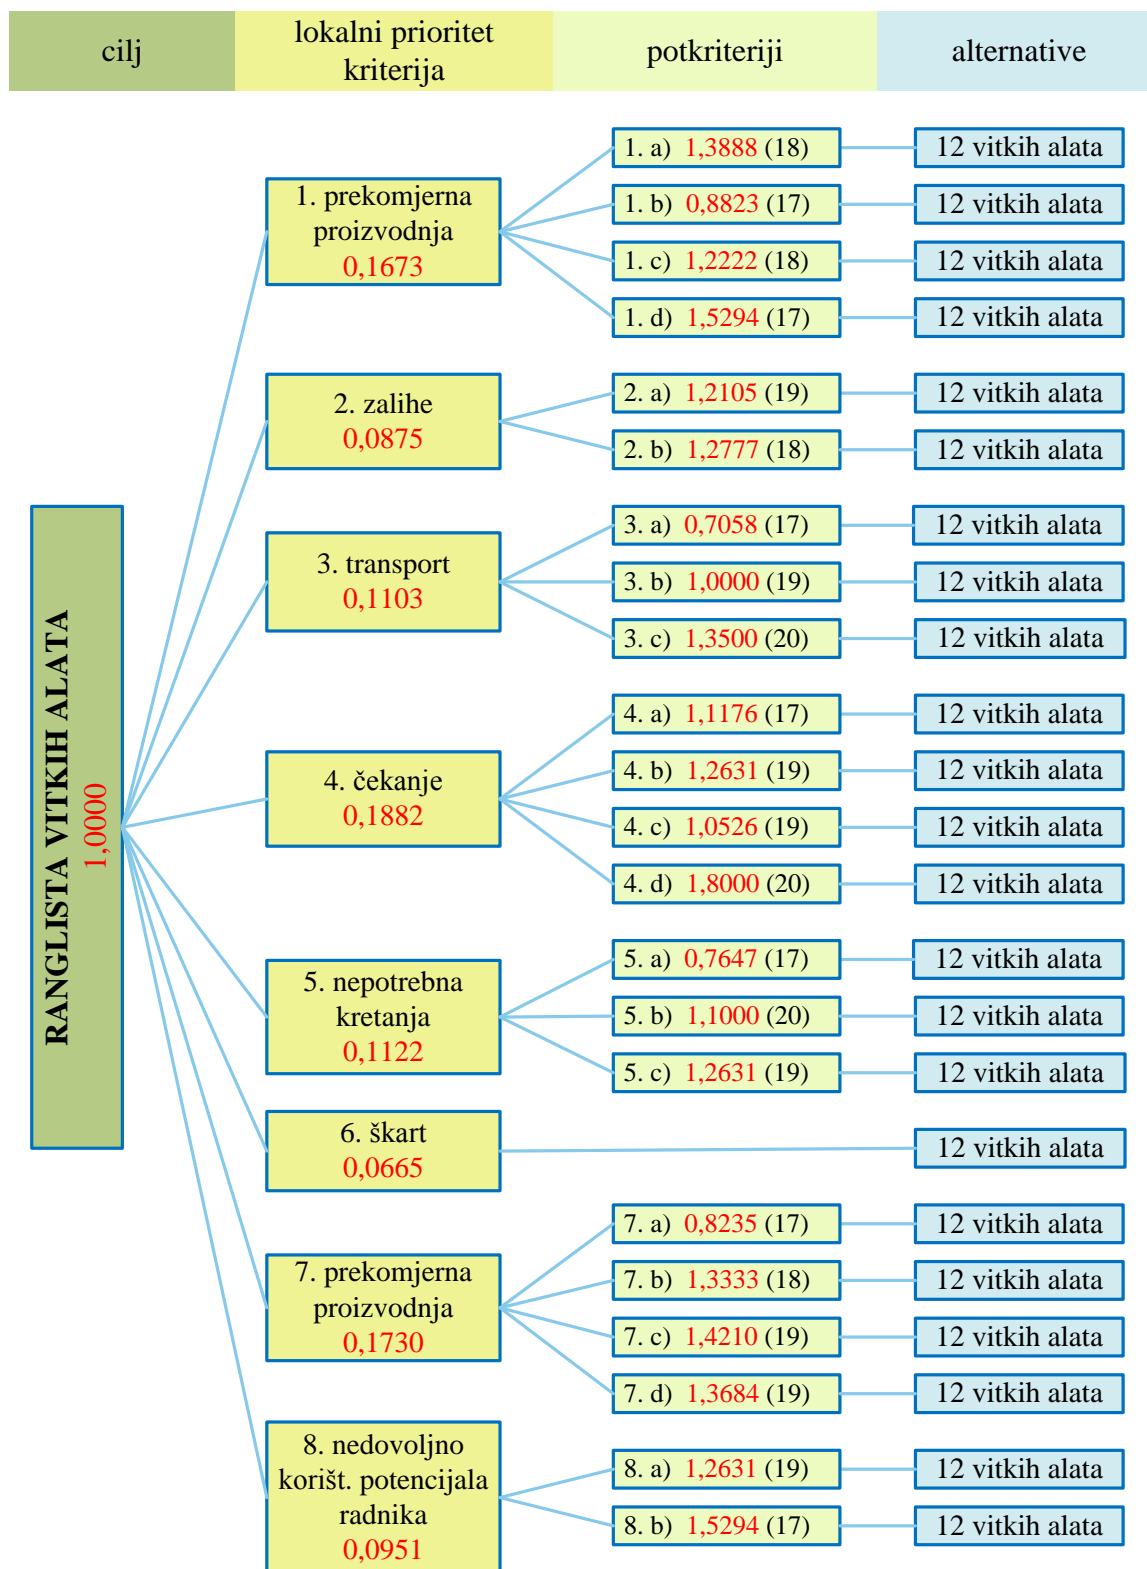 cilj
lokalni prioritet
kriterija
potkriteriji
alternative
RANGLISTA VITKIH ALATA
1,0000
1. prekomjerna
proizvodnja
0,1673
1. a) 1,3888 (18)
12 vitkih alata
1. b) 0,8823 (17)
12 vitkih alata
1. c) 1,2222 (18)
12 vitkih alata
1. d) 1,5294 (17)
12 vitkih alata
2. zalihe
0,0875
2. a) 1,2105 (19)
12 vitkih alata
2. b) 1,2777 (18)
12 vitkih alata
3. transport
0,1103
3. a) 0,7058 (17)
12 vitkih alata
3. b) 1,0000 (19)
12 vitkih alata
3. c) 1,3500 (20)
12 vitkih alata
4. čekanje
0,1882
4. a) 1,1176 (17)
12 vitkih alata
4. b) 1,2631 (19)
12 vitkih alata
4. c) 1,0526 (19)
12 vitkih alata
4. d) 1,8000 (20)
12 vitkih alata
5. nepotrebna
kretanja
0,1122
5. a) 0,7647 (17)
12 vitkih alata
5. b) 1,1000 (20)
12 vitkih alata
5. c) 1,2631 (19)
12 vitkih alata
6. škart
0,0665
12 vitkih alata
7. prekomjerna
proizvodnja
0,1730
7. a) 0,8235 (17)
12 vitkih alata
7. b) 1,3333 (18)
12 vitkih alata
7. c) 1,4210 (19)
12 vitkih alata
7. d) 1,3684 (19)
12 vitkih alata
8. nedovoljno
korišt. potencijala
radnika
0,0951
8. a) 1,2631 (19)
12 vitkih alata
8. b) 1,5294 (17)
12 vitkih alata